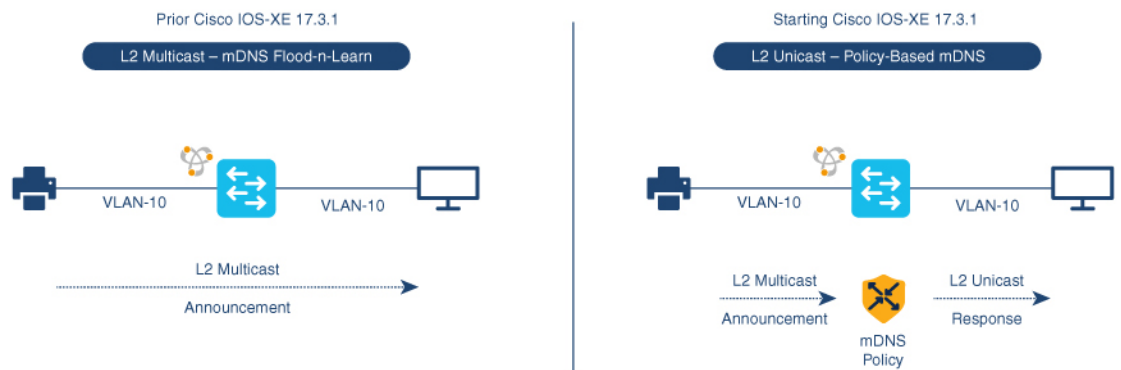 Prior Cisco IOS-XE 17.3.1
L2 Multicast – mDNS Flood-n-Learn
VLAN-10
VLAN-10
L2 Multicast
Announcement
Starting Cisco IOS-XE 17.3.1
L2 Unicast – Policy-Based mDNS
VLAN-10
VLAN-10
L2 Multicast
Announcement
mDNS
Policy
L2 Unicast
Response